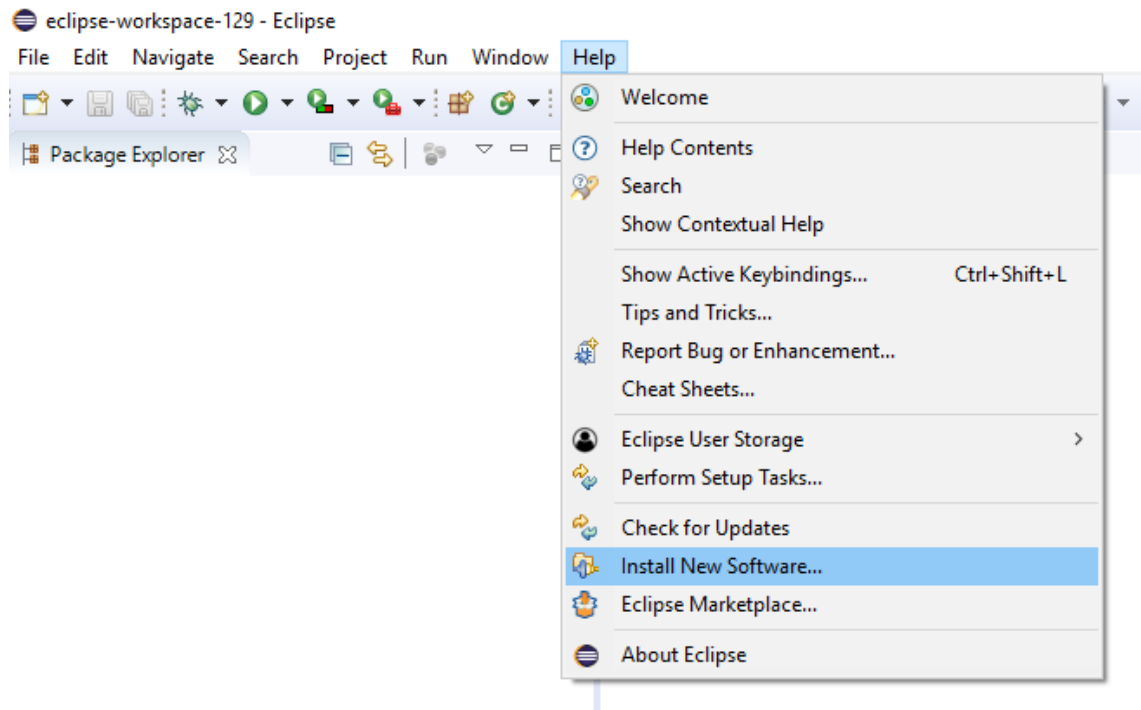 eclipse-workspace-129 - Eclipse
File Edit Navigate Search Project Run Window Help
Package Explorer
Welcome
Help Contents
Search
Show Contextual Help
Show Active Keybindings... Ctrl+Shift+L
Tips and Tricks...
Report Bug or Enhancement...
Cheat Sheets...
Eclipse User Storage
Perform Setup Tasks...
Check for Updates
Install New Software...
Eclipse Marketplace...
About Eclipse